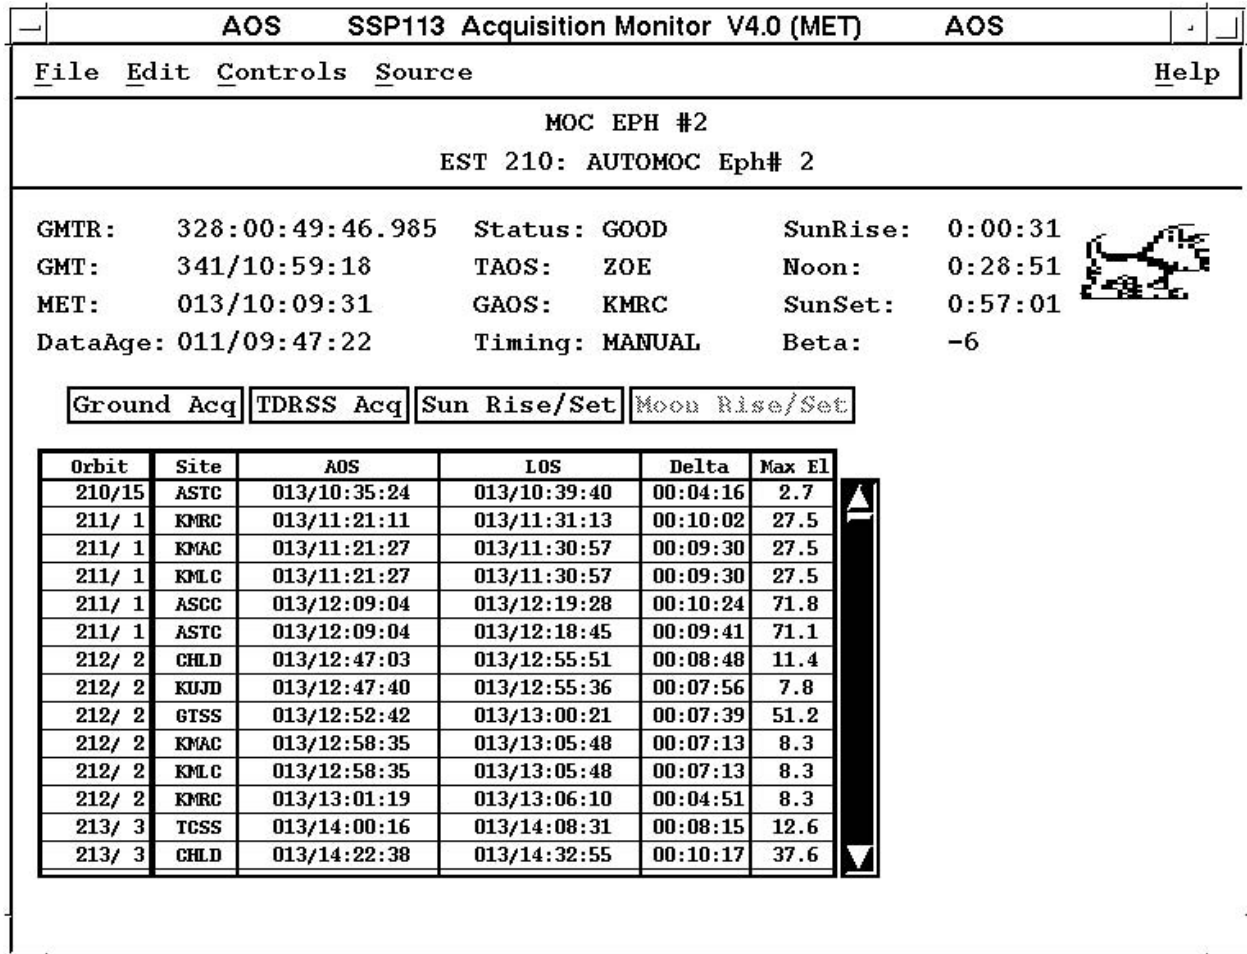 AOS SSP113 Acquisition Monitor V4.0 (MET) AOS
File Edit Controls Source Help
MOC EPH #2
EST 210: AUTOMOC Eph# 2
GMTR: 328:00:49:46.985 Status: GOOD SunRise: 0:00:31
GMT: 341/10:59:18 TAOS: ZOE Noon: 0:28:51
MET: 013/10:09:31 GAOS: KMRC SunSet: 0:57:01
DataAge: 011/09:47:22 Timing: MANUAL Beta: -6
Ground Acq TDRSS Acq Sun Rise/Set Moon Rise/Set
Orbit Site AOS LOS Delta Max El
210/15 ASTC 013/10:35:24 013/10:39:40 00:04:16 2.7
211/ 1 KMRC 013/11:21:11 013/11:31:13 00:10:02 27.5
211/ 1 KMAC 013/11:21:27 013/11:30:57 00:09:30 27.5
211/ 1 KMLC 013/11:21:27 013/11:30:57 00:09:30 27.5
211/ 1 ASCC 013/12:09:04 013/12:19:28 00:10:24 71.8
211/ 1 ASTC 013/12:09:04 013/12:18:45 00:09:41 71.1
212/ 2 CHLD 013/12:47:03 013/12:55:51 00:08:48 11.4
212/ 2 KUJD 013/12:47:40 013/12:55:36 00:07:56 7.8
212/ 2 GTSS 013/12:52:42 013/13:00:21 00:07:39 51.2
212/ 2 KMAC 013/12:58:35 013/13:05:48 00:07:13 8.3
212/ 2 KMLC 013/12:58:35 013/13:05:48 00:07:13 8.3
212/ 2 KMRC 013/13:01:19 013/13:06:10 00:04:51 8.3
213/ 3 TCSS 013/14:00:16 013/14:08:31 00:08:15 12.6
213/ 3 CHLD 013/14:22:38 013/14:32:55 00:10:17 37.6